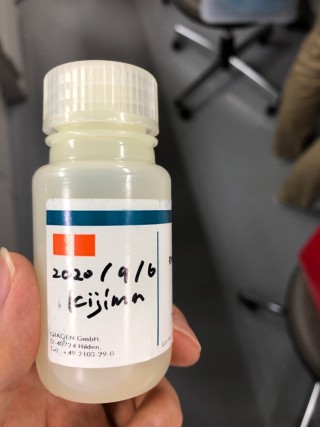 2020/9/6
Kijima
QIAGEN GmbH,
D-40724 Hilden,
Tel. +49-2103-29-0